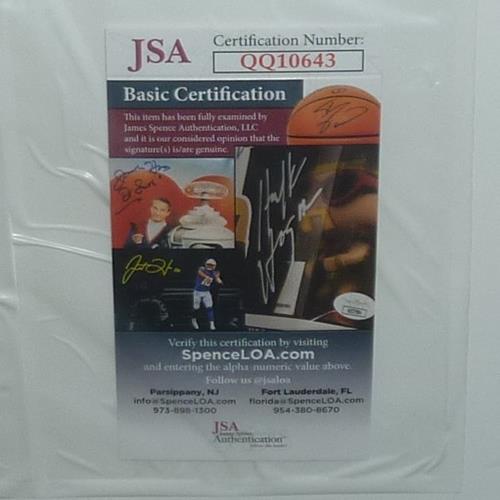 JSA
Certification Number:
QQ10643
Basic Certification
This item has been fully examined by
James Spence Authentication, LLC
and it is our considered opinion that the
signature(s) is/are genuine.
Hulk
Hogan
Verify this certification by visiting
SpenceLOA.com
and entering the alpha-numeric value above.
Follow us @jsaloa
Parsippany, NJ
info@SpenceLOA.com
973-898-1300
Fort Lauderdale, FL
florida@SpenceLOA.com
954-380-8670
JSA
Authentication